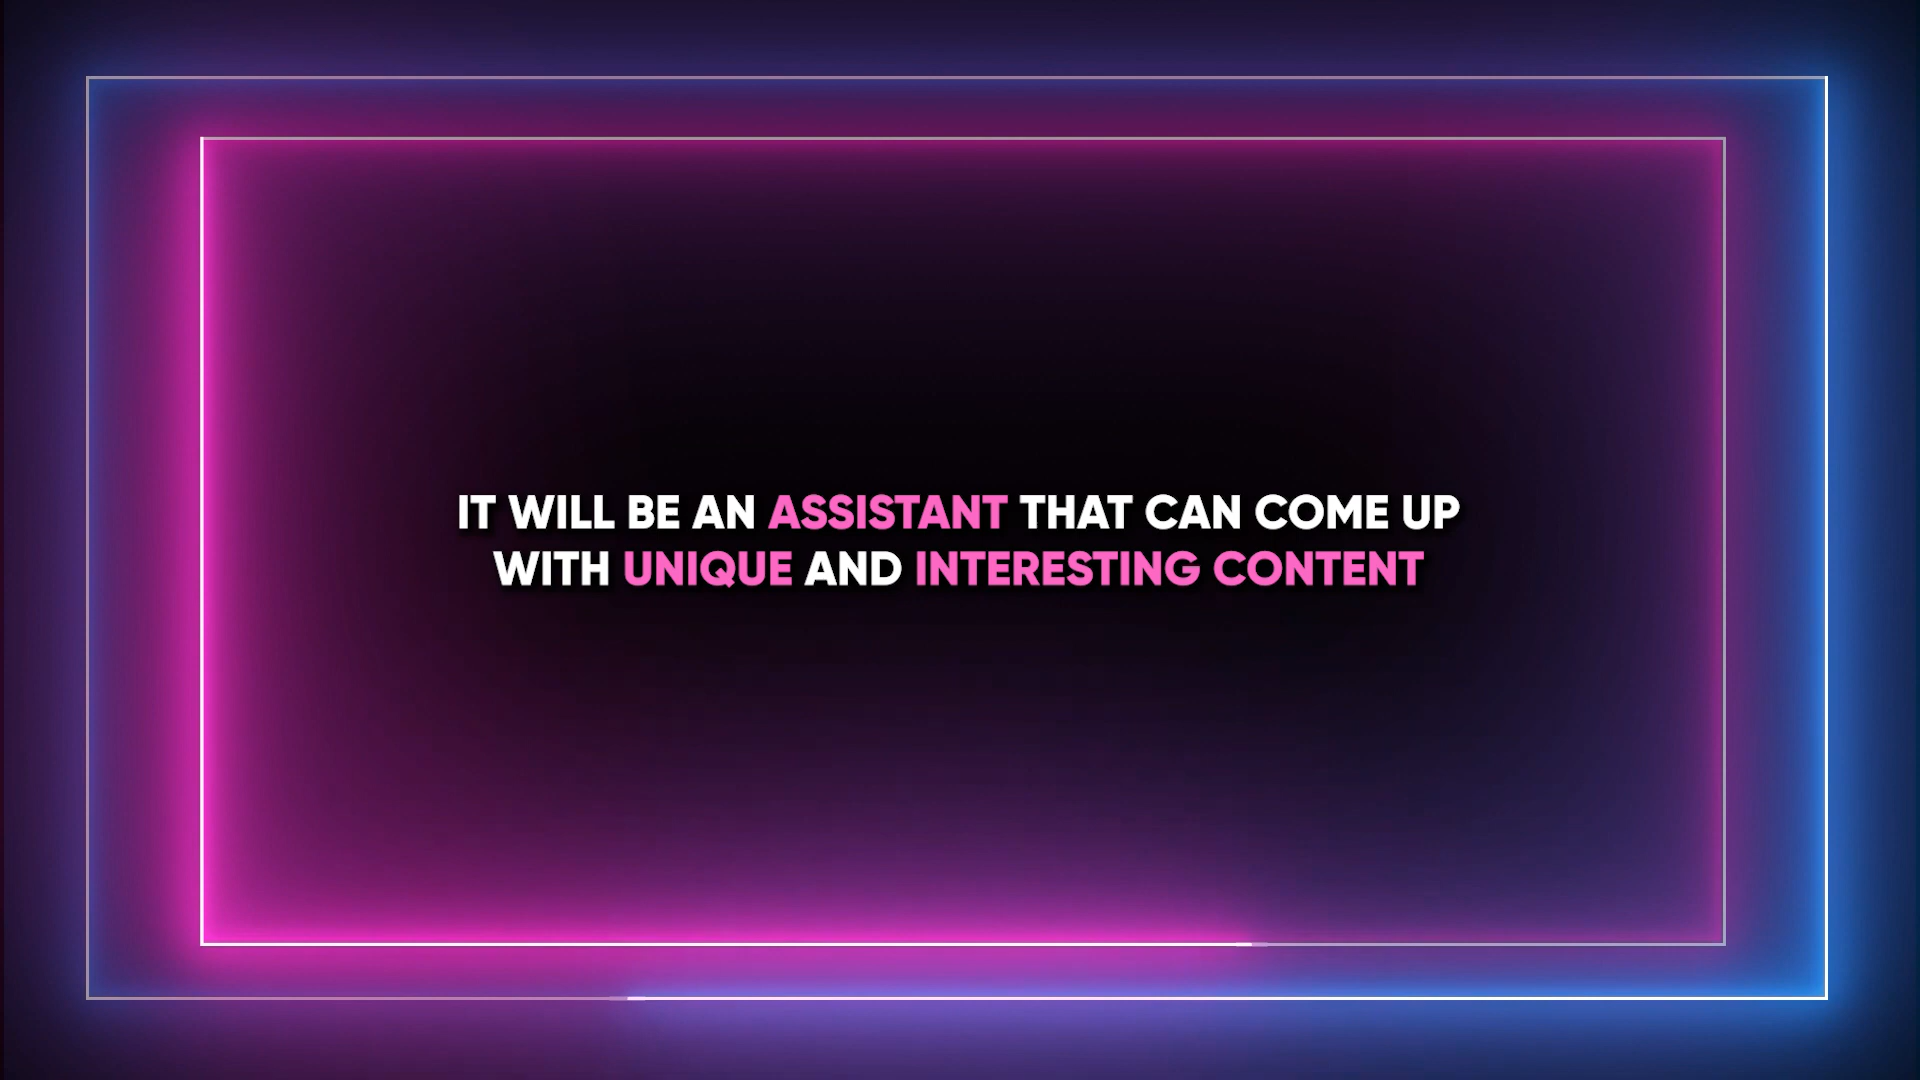 IT WILL BE AN ASSISTANT THAT CAN COME UP
WITH UNIQUE AND INTERESTING CONTENT